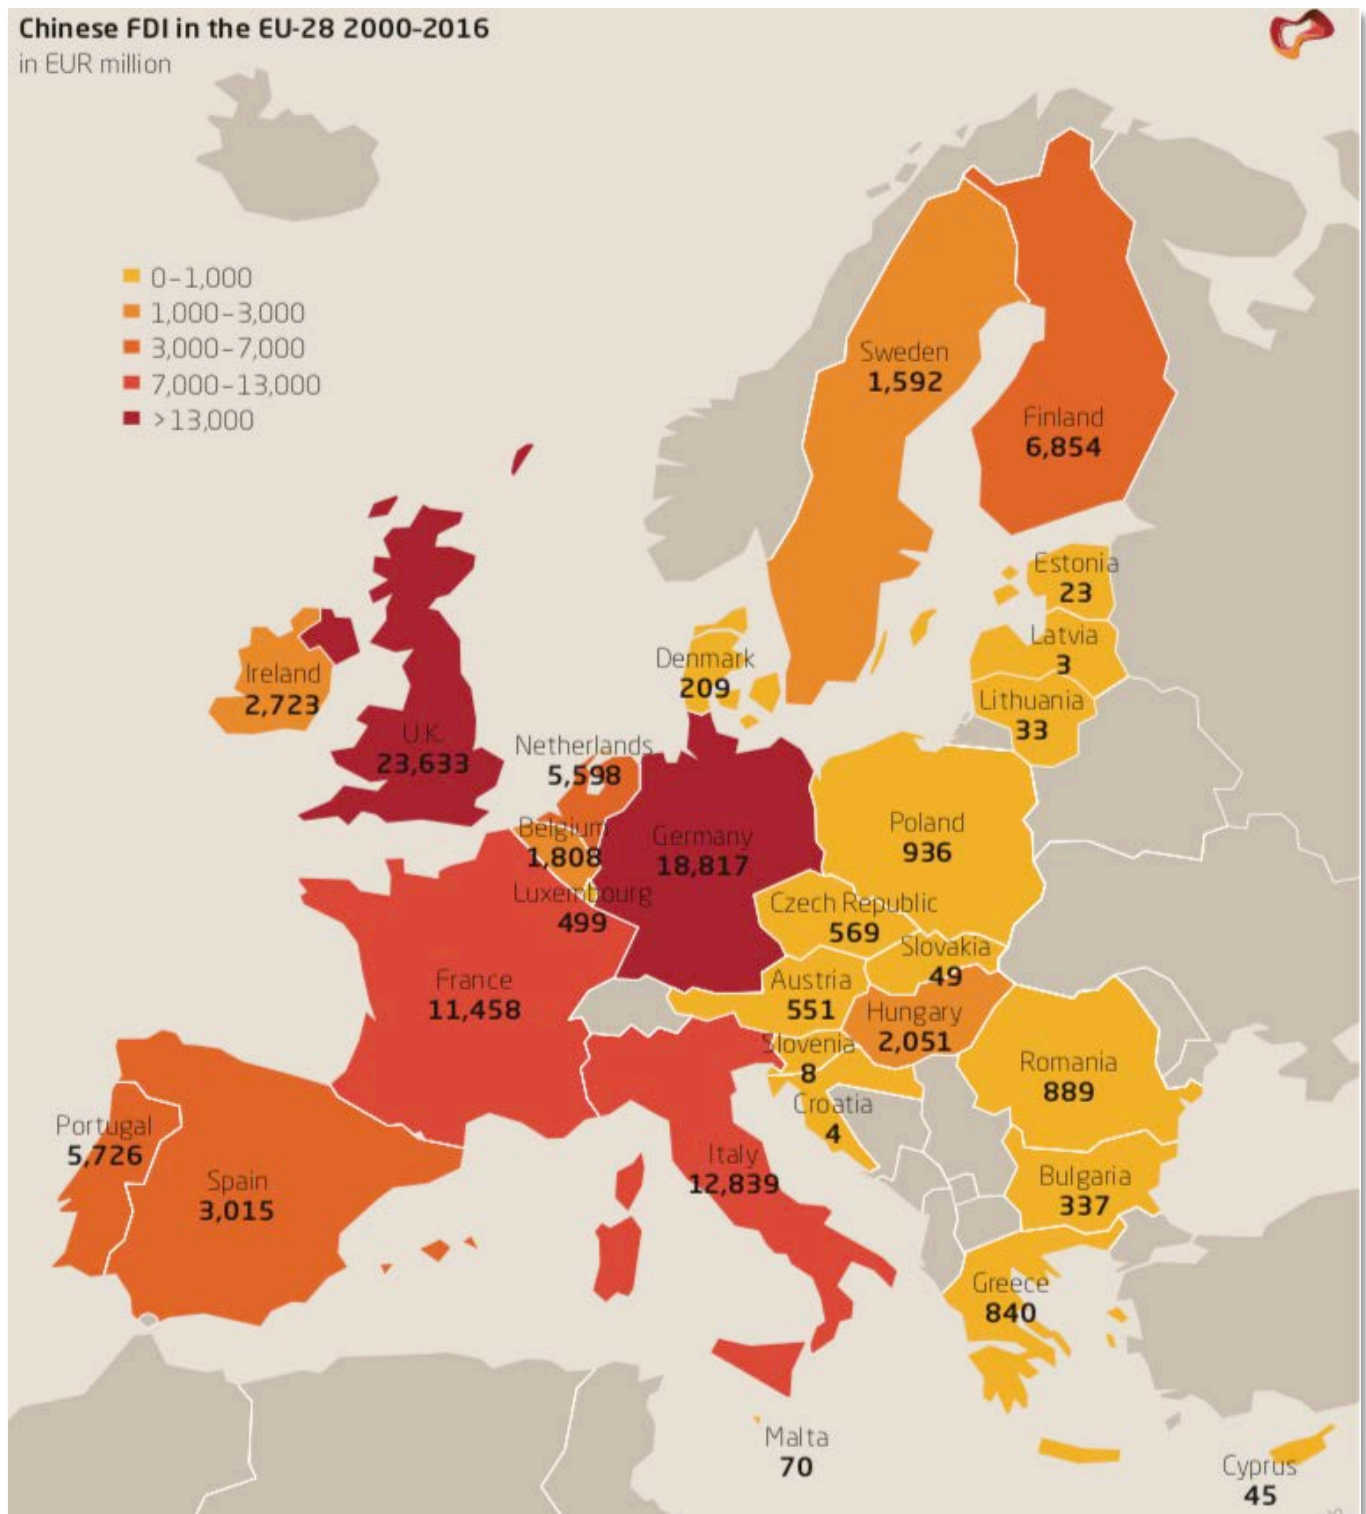 Chinese FDI in the EU-28 2000-2016
in EUR million
0–1,000
1,000–3,000
3,000–7,000
7,000–13,000
>13,000
Sweden
1,592
Finland
6,854
Estonia
23
Latvia
3
Lithuania
33
Denmark
209
Ireland
2,723
U.K.
23,633
Netherlands
5,598
Belgium
1,808
Luxembourg
499
Germany
18,817
Poland
936
Czech Republic
569
Slovakia
49
Austria
551
Hungary
2,051
Slovenia
8
Croatia
4
France
11,458
Romania
889
Bulgaria
337
Portugal
5,726
Spain
3,015
Italy
12,839
Greece
840
Malta
70
Cyprus
45